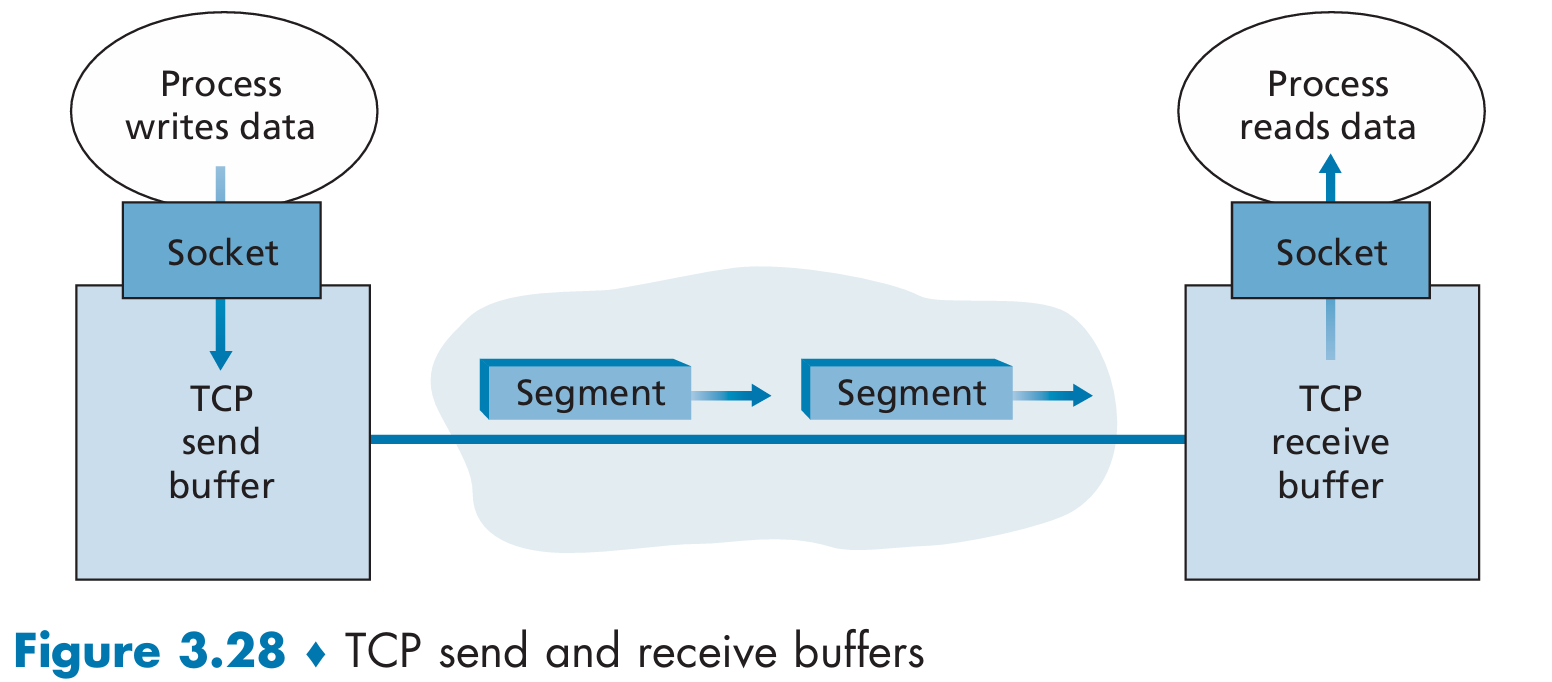 Process
writes data
Process
reads data
Socket
Socket
Segment
Segment
TCP
send
buffer
TCP
receive
buffer
Figure 3.28 ♦ TCP send and receive buffers